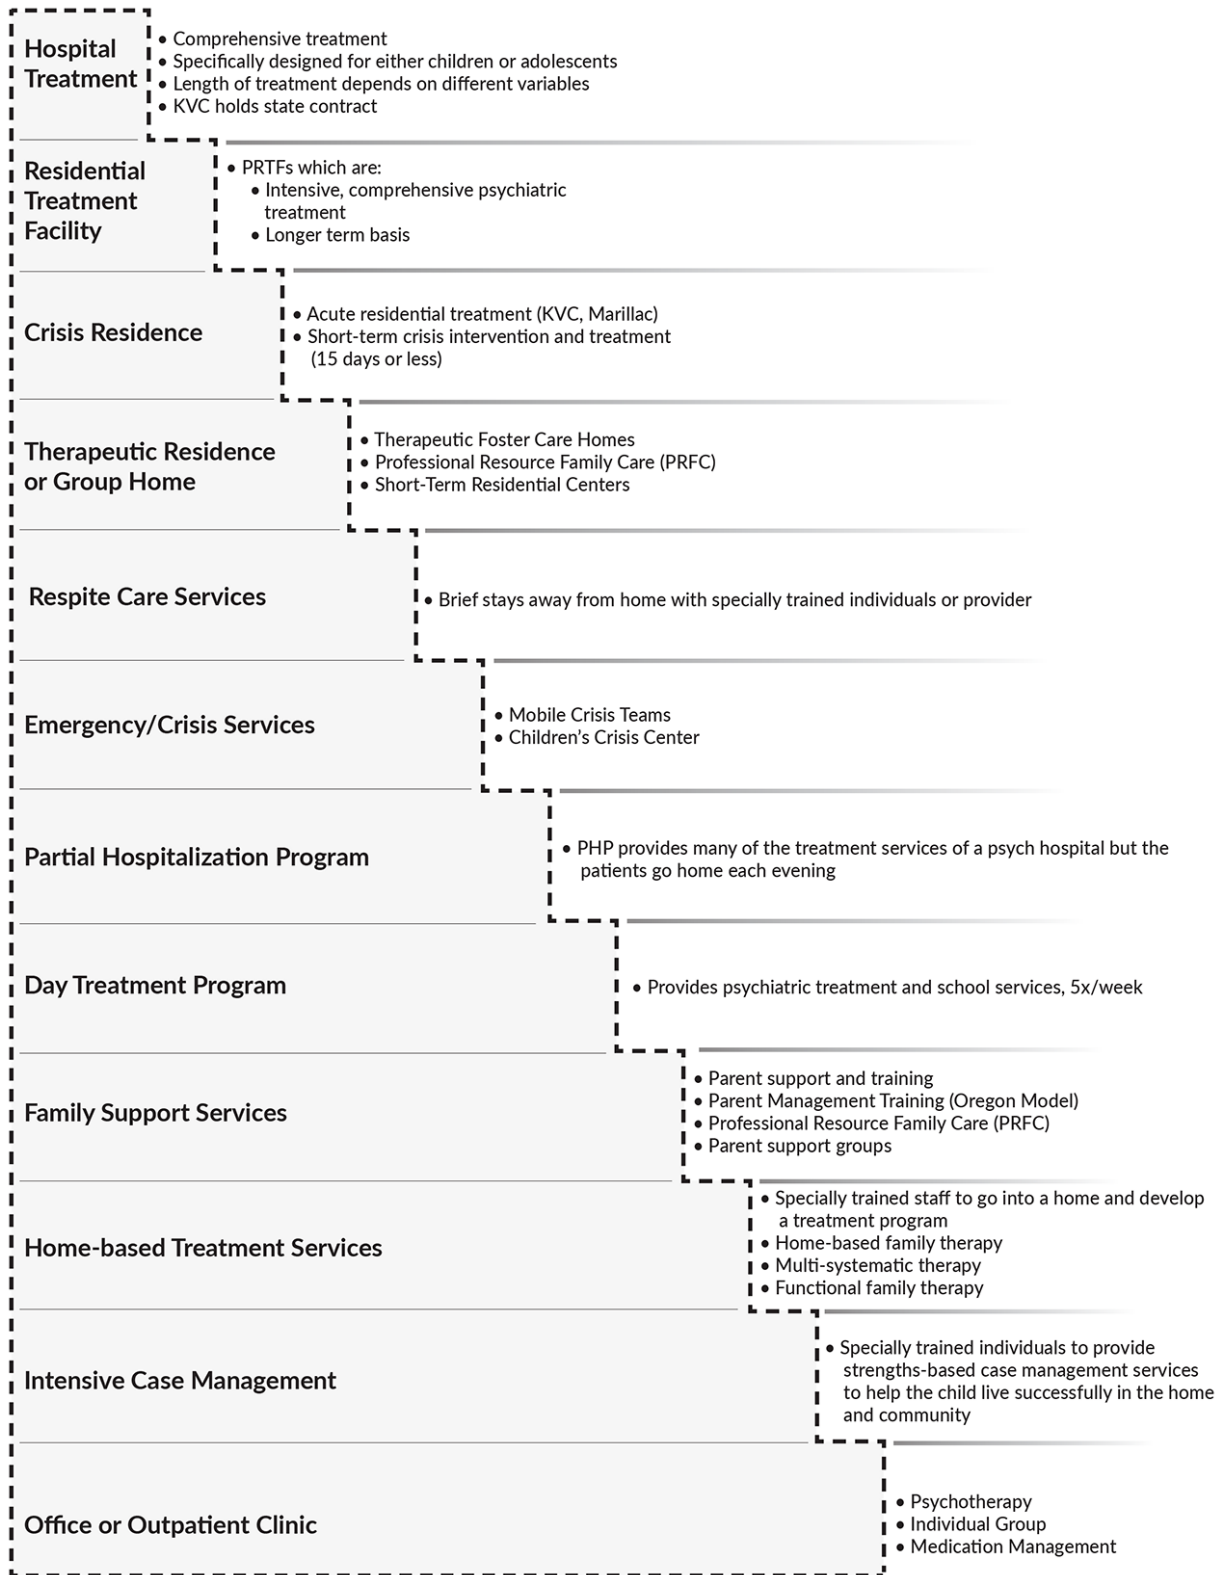 Hospital
Treatment
• Comprehensive treatment
• Specifically designed for either children or adolescents
• Length of treatment depends on different variables
• KVC holds state contract
Residential
Treatment
Facility
• PRTFs which are:
• Intensive, comprehensive psychiatric
treatment
• Longer term basis
Crisis Residence
• Acute residential treatment (KVC, Marillac)
• Short-term crisis intervention and treatment
(15 days or less)
Therapeutic Residence
or Group Home
• Therapeutic Foster Care Homes
• Professional Resource Family Care (PRFC)
• Short-Term Residential Centers
Respite Care Services
• Brief stays away from home with specially trained individuals or provider
Emergency/Crisis Services
• Mobile Crisis Teams
• Children’s Crisis Center
Partial Hospitalization Program
• PHP provides many of the treatment services of a psych hospital but the
patients go home each evening
Day Treatment Program
• Provides psychiatric treatment and school services, 5x/week
Family Support Services
• Parent support and training
• Parent Management Training (Oregon Model)
• Professional Resource Family Care (PRFC)
• Parent support groups
Home-based Treatment Services
• Specially trained staff to go into a home and develop
a treatment program
• Home-based family therapy
• Multi-systematic therapy
• Functional family therapy
Intensive Case Management
• Specially trained individuals to provide
strengths-based case management services
to help the child live successfully in the home
and community
Office or Outpatient Clinic
• Psychotherapy
• Individual Group
• Medication Management